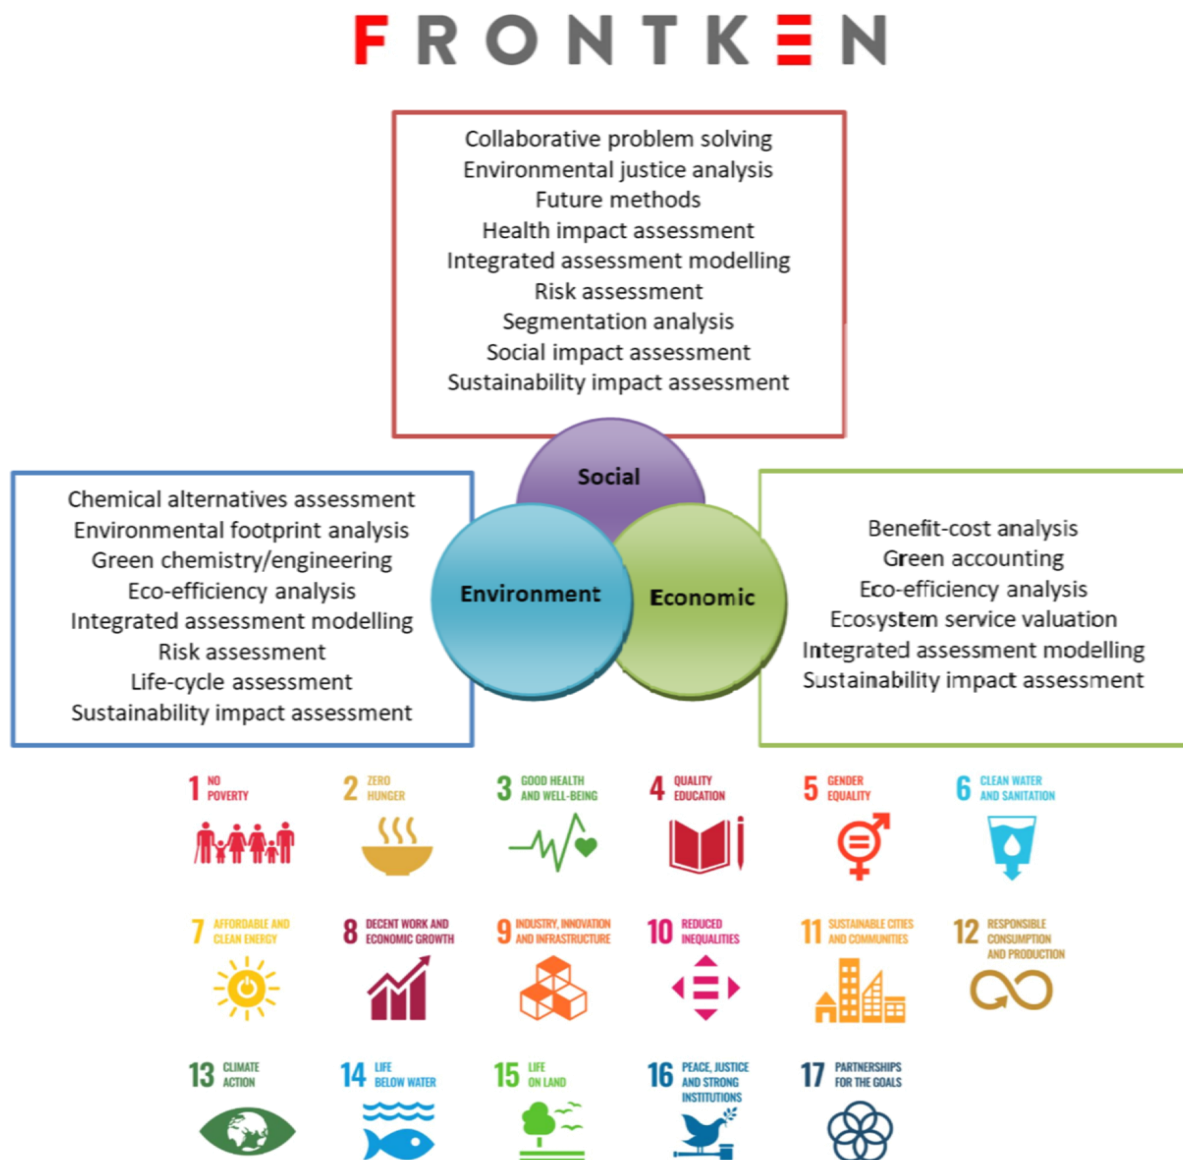 FRONTKEN
Collaborative problem solving
Environmental justice analysis
Future methods
Health impact assessment
Integrated assessment modelling
Risk assessment
Segmentation analysis
Social impact assessment
Sustainability impact assessment
Social
Environment
Economic
Chemical alternatives assessment
Environmental footprint analysis
Green chemistry/engineering
Eco-efficiency analysis
Integrated assessment modelling
Risk assessment
Life-cycle assessment
Sustainability impact assessment
Benefit-cost analysis
Green accounting
Eco-efficiency analysis
Ecosystem service valuation
Integrated assessment modelling
Sustainability impact assessment
1 NO
POVERTY
2 ZERO
HUNGER
3 GOOD HEALTH
AND WELL-BEING
4 QUALITY
EDUCATION
5 GENDER
EQUALITY
6 CLEAN WATER
AND SANITATION
7 AFFORDABLE AND
CLEAN ENERGY
8 DECENT WORK AND
ECONOMIC GROWTH
9 INDUSTRY, INNOVATION
AND INFRASTRUCTURE
10 REDUCED
INEQUALITIES
11 SUSTAINABLE CITIES
AND COMMUNITIES
12 RESPONSIBLE
CONSUMPTION
AND PRODUCTION
13 CLIMATE
ACTION
14 LIFE
BELOW WATER
15 LIFE
ON LAND
16 PEACE, JUSTICE
AND STRONG
INSTITUTIONS
17 PARTNERSHIPS
FOR THE GOALS